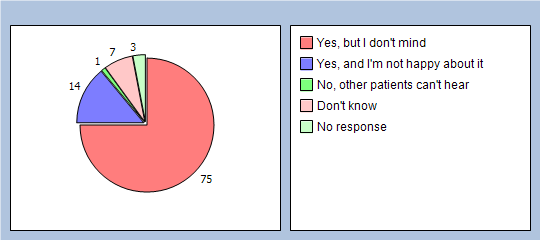 3
7
1
14
75
Yes, but I don't mind
Yes, and I'm not happy about it
No, other patients can't hear
Don't know
No response